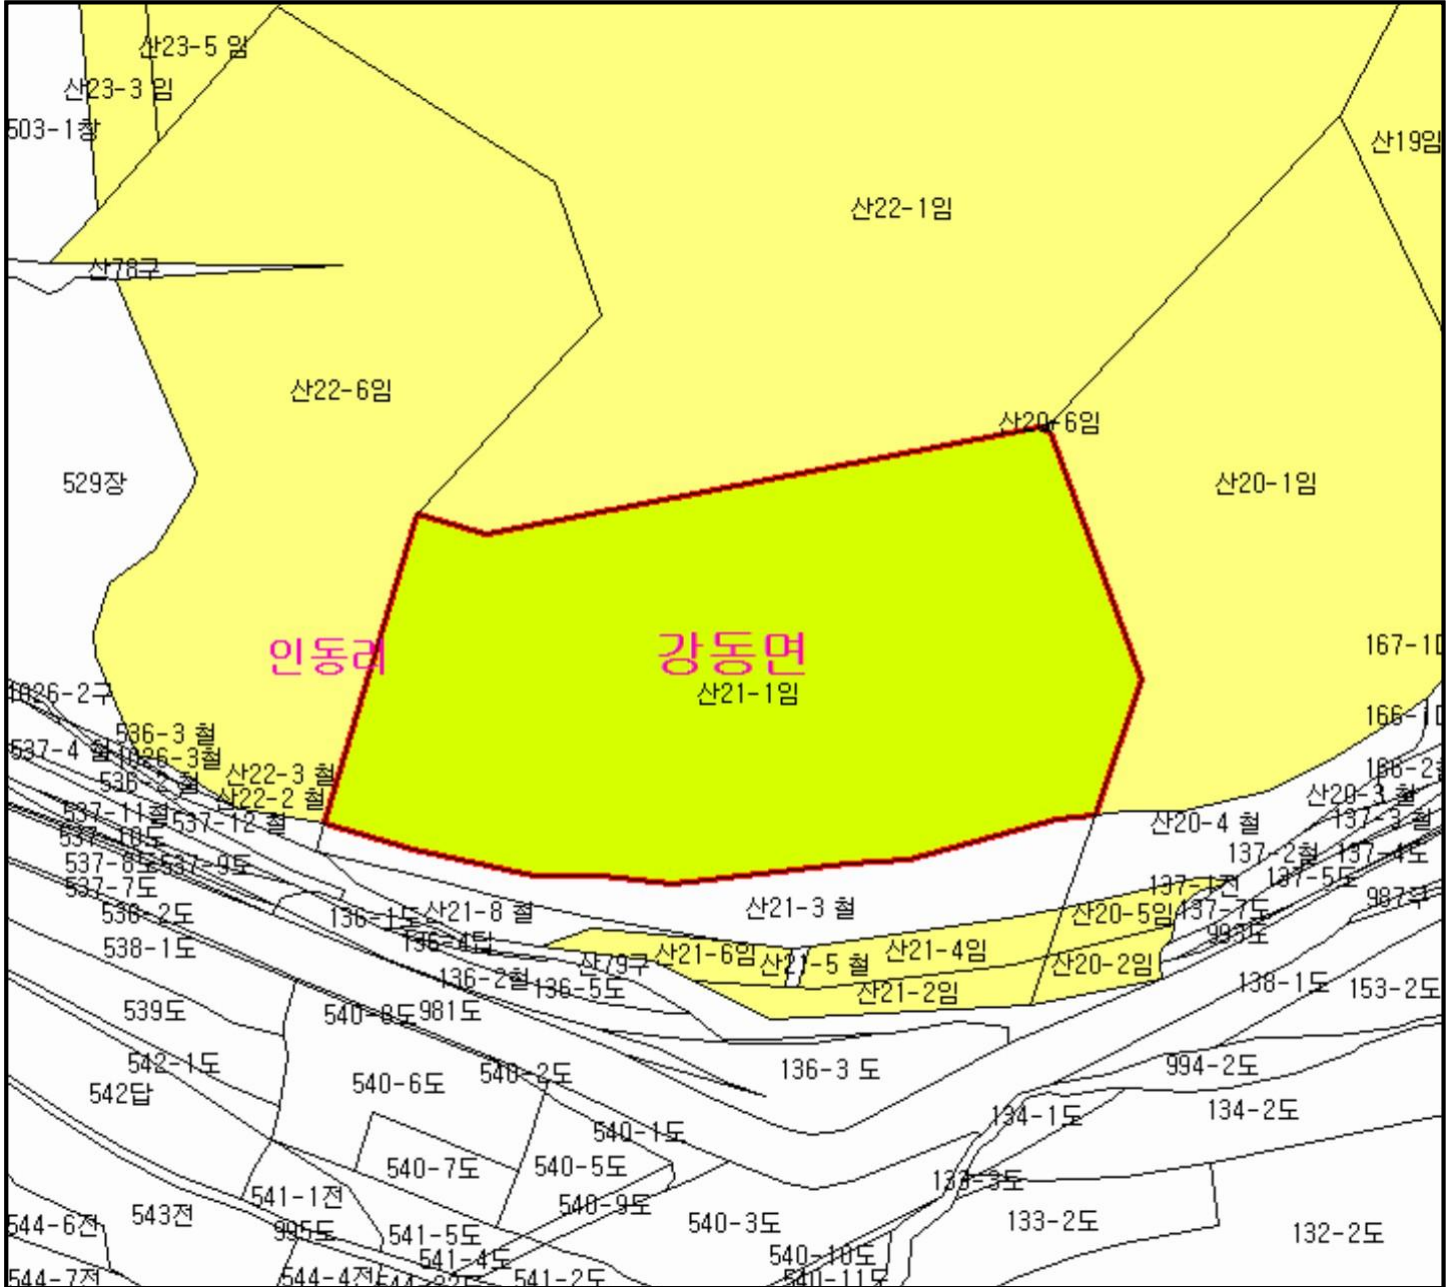 산23-5 임
산23-3 임
503-1창
산19임
산22-1임
산78구
산22-6임
산20-6임
529장
산20-1임
인동리
강동면
167-1
산21-1임
1026-2구
166-1
536-3 철
537-4 철
1026-3철
536-2 철
산22-3 철
166-2
산22-2 철
산20-3 철
537-11철
537-12 철
산20-4 철
137-3 철
537-10도
537-8도
537-9도
137-2철
137-4도
537-7도
137-1전
137-5도
987구
538-2도
136-1도
산21-8 철
산21-3 철
산20-5임
137-7도
993도
538-1도
136-4답
산79구
산21-6임
산21-5 철
산21-4임
산20-2임
136-2철
136-5도
산21-2임
138-1도
153-2도
539도
540-8도
981도
542-1도
540-6도
540-2도
136-3 도
994-2도
542답
134-1도
134-2도
540-1도
540-7도
540-5도
133-3도
541-1전
540-9도
544-6전
543전
995도
541-5도
540-3도
133-2도
132-2도
541-4도
540-10도
544-7전
544-4전
541-2도
540-11도